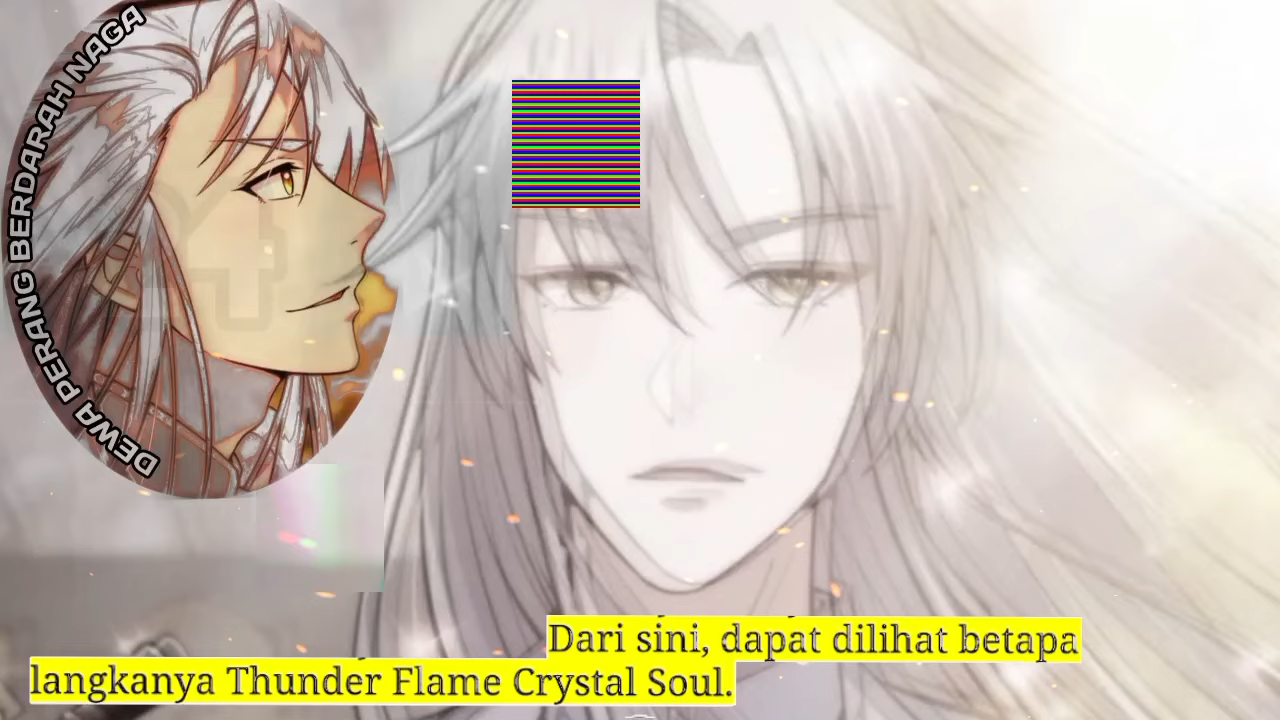 DEWA PERANG BERDARAH NAGA
Dari sini, dapat dilihat betapa
langkanya Thunder Flame Crystal Soul.